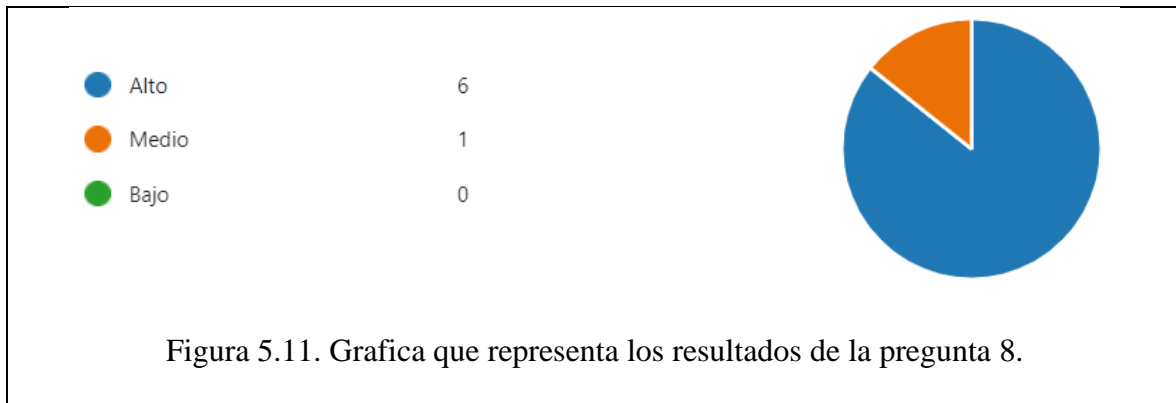 Alto 6
Medio 1
Bajo 0
Figura 5.11. Grafica que representa los resultados de la pregunta 8.